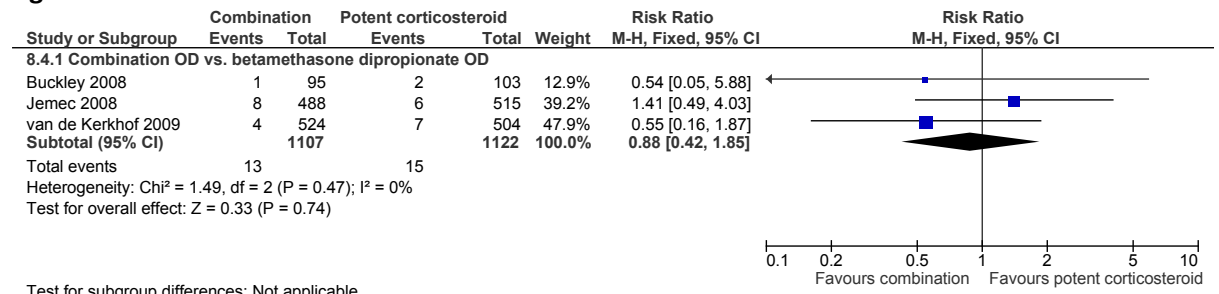 Combination Potent corticosteroid Risk Ratio Risk Ratio
Study or Subgroup Events Total Events Total Weight M-H, Fixed, 95% CI M-H, Fixed, 95% CI
8.4.1 Combination OD vs. betamethasone dipropionate OD
Buckley 2008 1 95 2 103 12.9% 0.54 [0.05, 5.88]
Jemec 2008 8 488 6 515 39.2% 1.41 [0.49, 4.03]
van de Kerkhof 2009 4 524 7 504 47.9% 0.55 [0.16, 1.87]
Subtotal (95% CI) 1107 1122 100.0% 0.88 [0.42, 1.85]
Total events 13 15
Heterogeneity: Chi² = 1.49, df = 2 (P = 0.47); I² = 0%
Test for overall effect: Z = 0.33 (P = 0.74)
0.1 0.2 0.5 1 2 5 10
Favours combination Favours potent corticosteroid
Test for subgroup differences: Not applicable